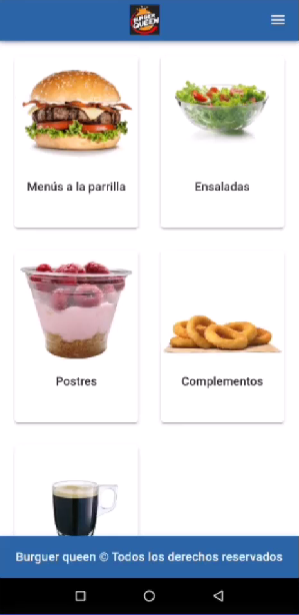 BURGER
QUEEN
Menús a la parrilla
Ensaladas
Postres
Complementos
Burguer queen © Todos los derechos reservados